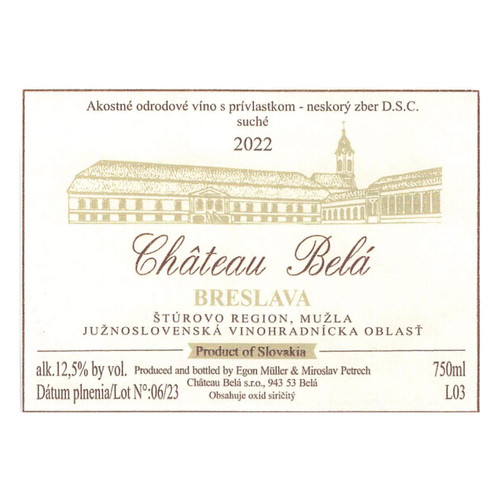 Akostné odrodové víno s prívlastkom - neskorý zber D.S.C.
suché
2022
Château Belá
BRESLAVA
ŠTÚROVO REGION, MUŽLA
JUŽNOSLOVENSKÁ VINOHRADNÍCKA OBLASŤ
Product of Slovakia
alk.12,5% by vol. Produced and bottled by Egon Müller & Miroslav Petrech 750ml
Château Belá s.r.o., 943 53 Belá
Dátum plnenia/Lot N°:06/23 Obsahuje oxid siričitý L03